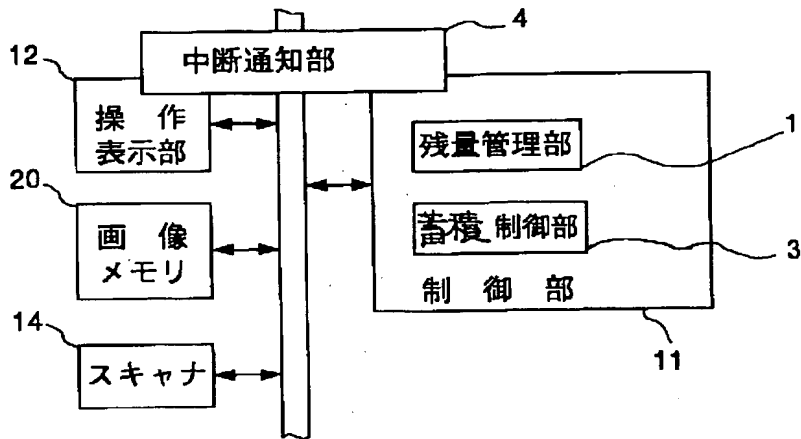 4
中断通知部
12
操 作
表示部
残量管理部
1
20
画 像
メモリ
蓄積 制御部
3
制 御 部
14
スキャナ
11